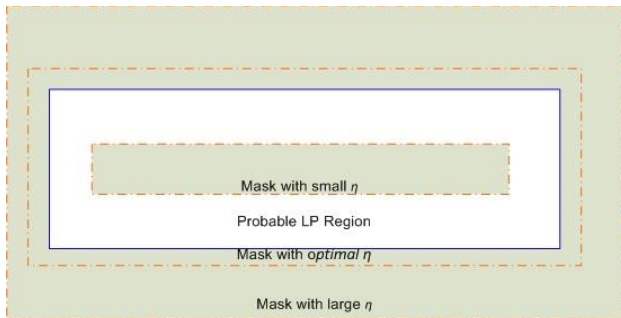 Mask with small η
Probable LP Region
Mask with optimal η
Mask with large η